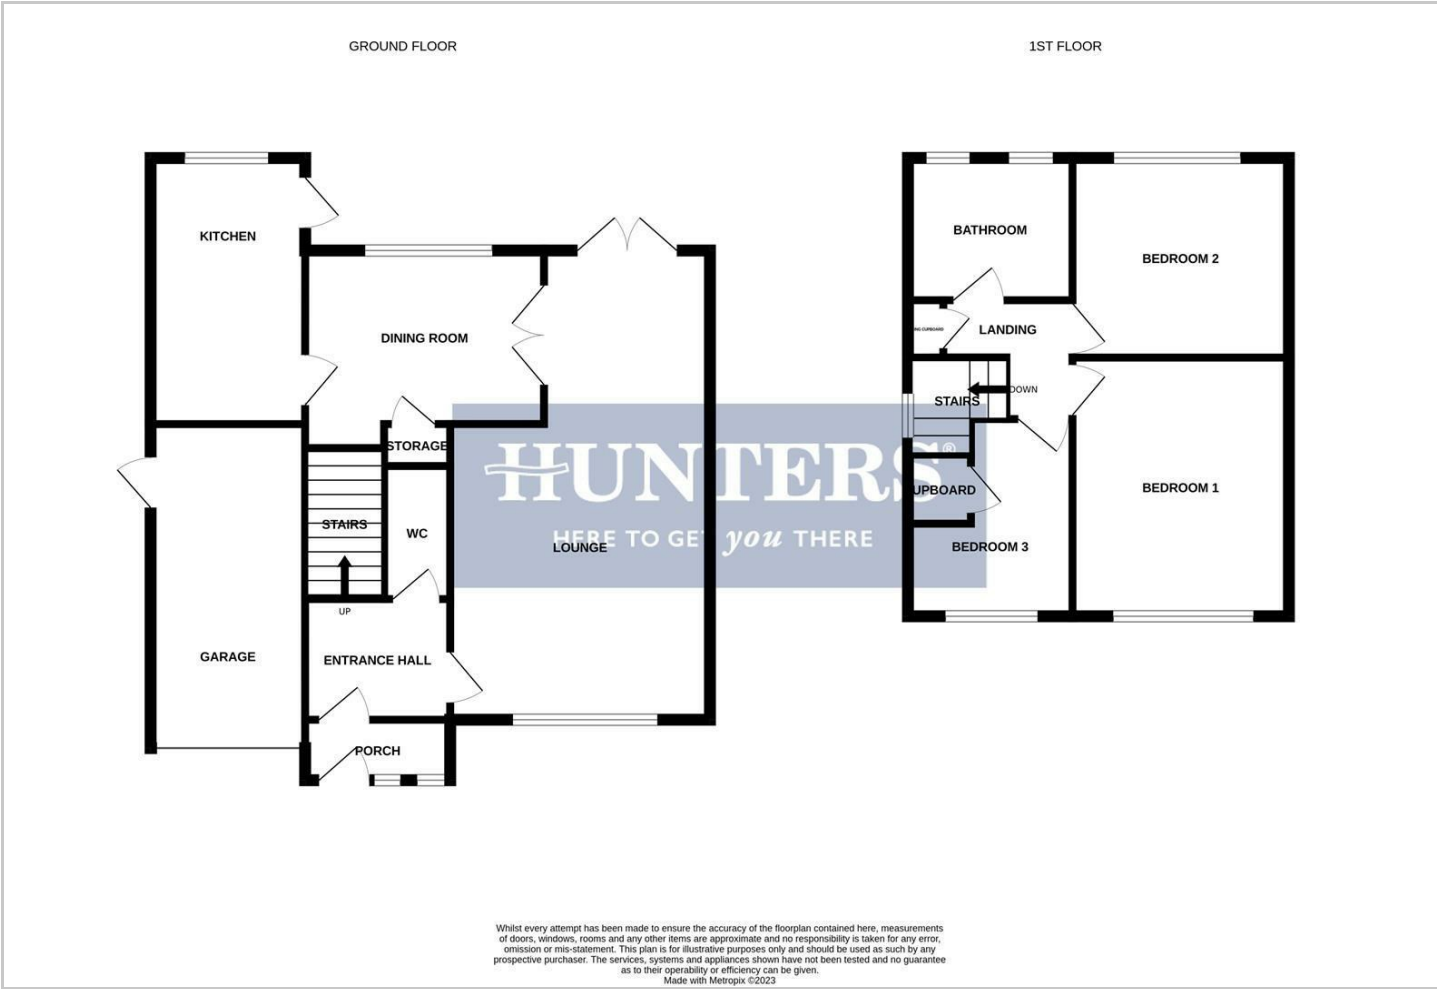 GROUND FLOOR
1ST FLOOR
KITCHEN
DINING ROOM
STORAGE
STAIRS
WC
LOUNGE
UP
GARAGE
ENTRANCE HALL
PORCH
BATHROOM
BEDROOM 2
CUPBOARD
LANDING
DOWN
STAIRS
UPBOARD
BEDROOM 1
BEDROOM 3
HUNTERS®
HERE TO GET you THERE
Whilst every attempt has been made to ensure the accuracy of the floorplan contained here, measurements
of doors, windows, rooms and any other items are approximate and no responsibility is taken for any error,
omission or mis-statement. This plan is for illustrative purposes only and should be used as such by any
prospective purchaser. The services, systems and appliances shown have not been tested and no guarantee
as to their operability or efficiency can be given.
Made with Metropix ©2023